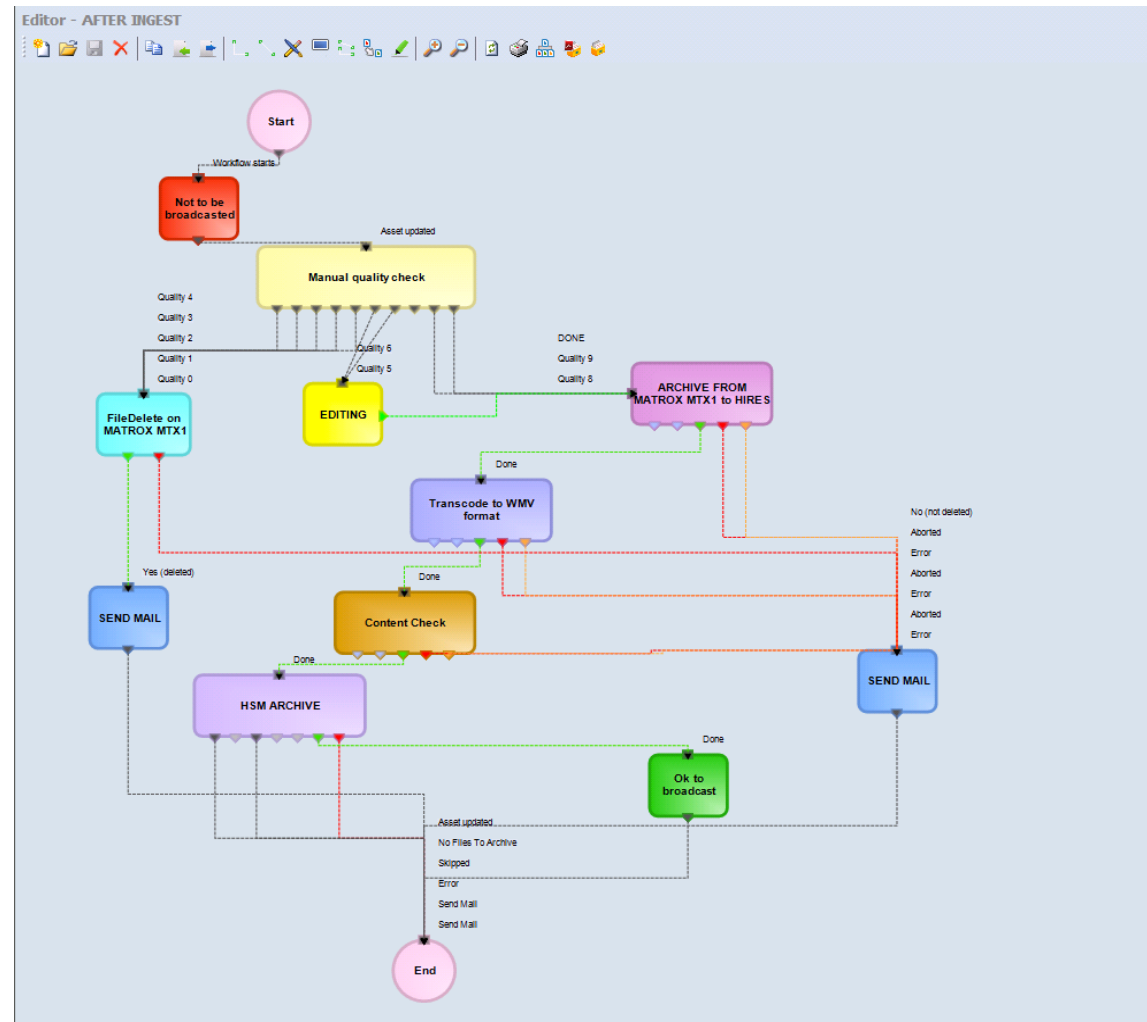 Editor - AFTER INGEST
Start
Workflow starts
Not to be
broadcasted
Asset updated
Manual quality check
Quality 4
Quality 3
Quality 2
Quality 1
Quality 0
Quality 6
Quality 5
DONE
Quality 9
Quality 8
FileDelete on
MATROX MTX1
EDITING
ARCHIVE FROM
MATROX MTX1 to HIRES
Done
Transcode to WMV
format
No (not deleted)
Aborted
Error
Aborted
Error
Aborted
Error
Yes (deleted)
Done
SEND MAIL
Content Check
Done
SEND MAIL
HSM ARCHIVE
Done
Ok to
broadcast
Asset updated
No Files To Archive
Skipped
Error
Send Mail
Send Mail
End